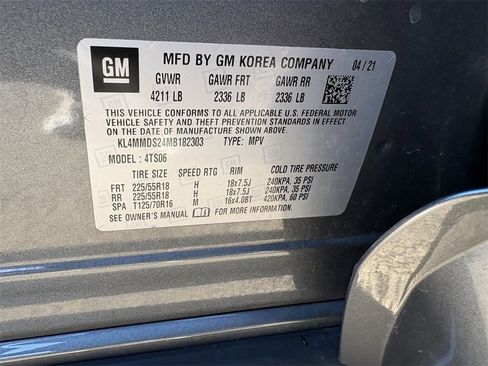 GM MFD BY GM KOREA COMPANY 04/21
GVWR GAWR FRT GAWR RR
4211 LB 2336 LB 2336 LB
THIS VEHICLE CONFORMS TO ALL APPLICABLE U.S. FEDERAL MOTOR
VEHICLE SAFETY AND THEFT PREVENTION STANDARDS IN EFFECT
ON THE DATE OF MANUFACTURE SHOWN ABOVE.
KL4MMDS24MB182303 TYPE: MPV
MODEL: 4TS06
TIRE SIZE SPEED RTG RIM COLD TIRE PRESSURE
FRT 225/55R18 H 18x7.5J 240KPA, 35 PSI
RR 225/55R18 H 18x7.5J 240KPA, 35 PSI
SPA T125/70R16 M 16x4.0BT 420KPA, 60 PSI
SEE OWNER'S MANUAL FOR MORE INFORMATION.